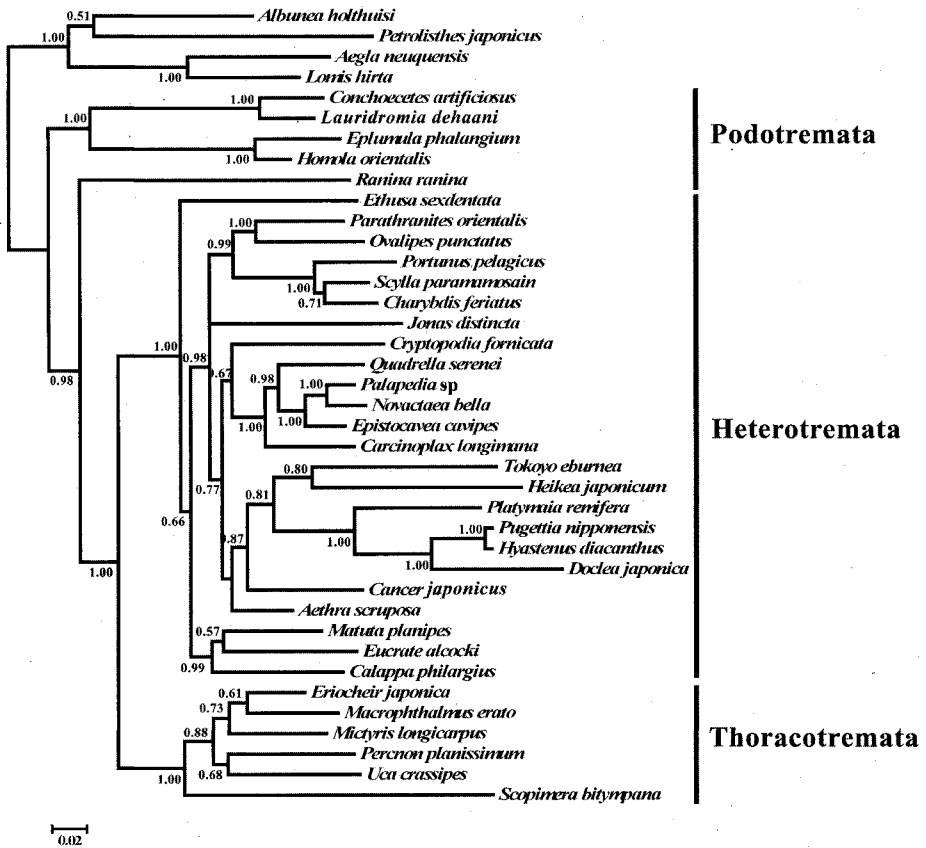 0.51
Albunea holthuisi
1.00
Petrolisthes japonicus
Aegla neuquensis
1.00
Lomis hirta
1.00
Conchoecetes artificiosus
1.00
Lauridromia dehaani
Podotremata
Eplumula phalangium
1.00
Homola orientalis
Ranina ranina
Ethusa sexdentata
1.00
Parathranites orientalis
0.99
Ovalipes punctatus
Portunus pelagicus
1.00
Scylla paramamosain
0.71
Charybdis feriatus
Jonas distincta
1.00
Cryptopodia fornicata
0.98
Quadrella serenei
0.98
0.67
0.98
1.00
Palapedia sp
Novactaea bella
1.00
1.00
Epistocavea cavipes
Heterotremata
Carcinoplax longimana
Tokoyo eburnea
0.80
0.77
Heikea japonicum
0.81
Platymaia remifera
0.66
Pugettia nipponensis
1.00
0.87
1.00
Hyastenus diacanthus
1.00
Doclea japonica
1.00
Cancer japonicus
Aethra scruposa
0.57
Matuta planipes
Eucrate alcocki
0.99
Calappa philargius
0.61
Eriocheir japonica
0.73
Macrophthalmus erato
0.88
Mictyris longicarpus
Thoracotremata
Percnon planissimum
1.00
0.68
Uca crassipes
Scopimera bitympana
0.02